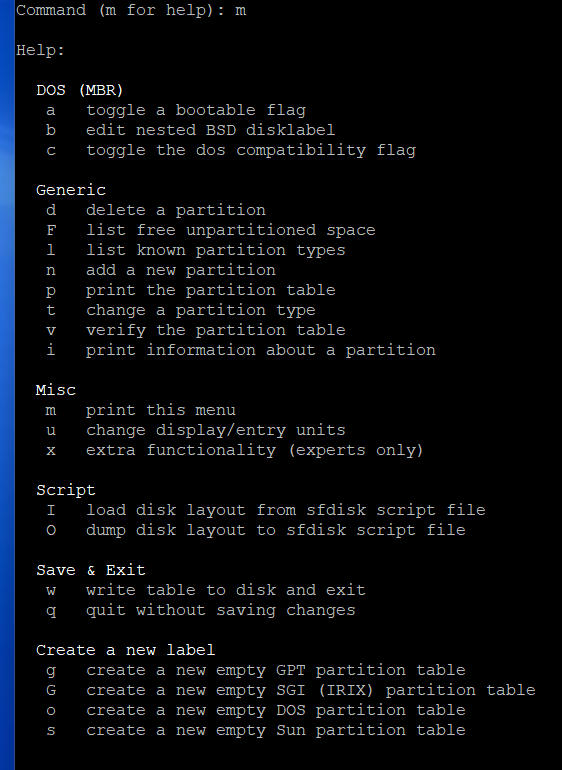 Command (m for help): m
Help:
DOS (MBR)
a toggle a bootable flag
b edit nested BSD disklabel
c toggle the dos compatibility flag
Generic
d delete a partition
F list free unpartitioned space
l list known partition types
n add a new partition
p print the partition table
t change a partition type
v verify the partition table
i print information about a partition
Misc
m print this menu
u change display/entry units
x extra functionality (experts only)
Script
I load disk layout from sfdisk script file
O dump disk layout to sfdisk script file
Save & Exit
w write table to disk and exit
q quit without saving changes
Create a new label
g create a new empty GPT partition table
G create a new empty SGI (IRIX) partition table
o create a new empty DOS partition table
s create a new empty Sun partition table